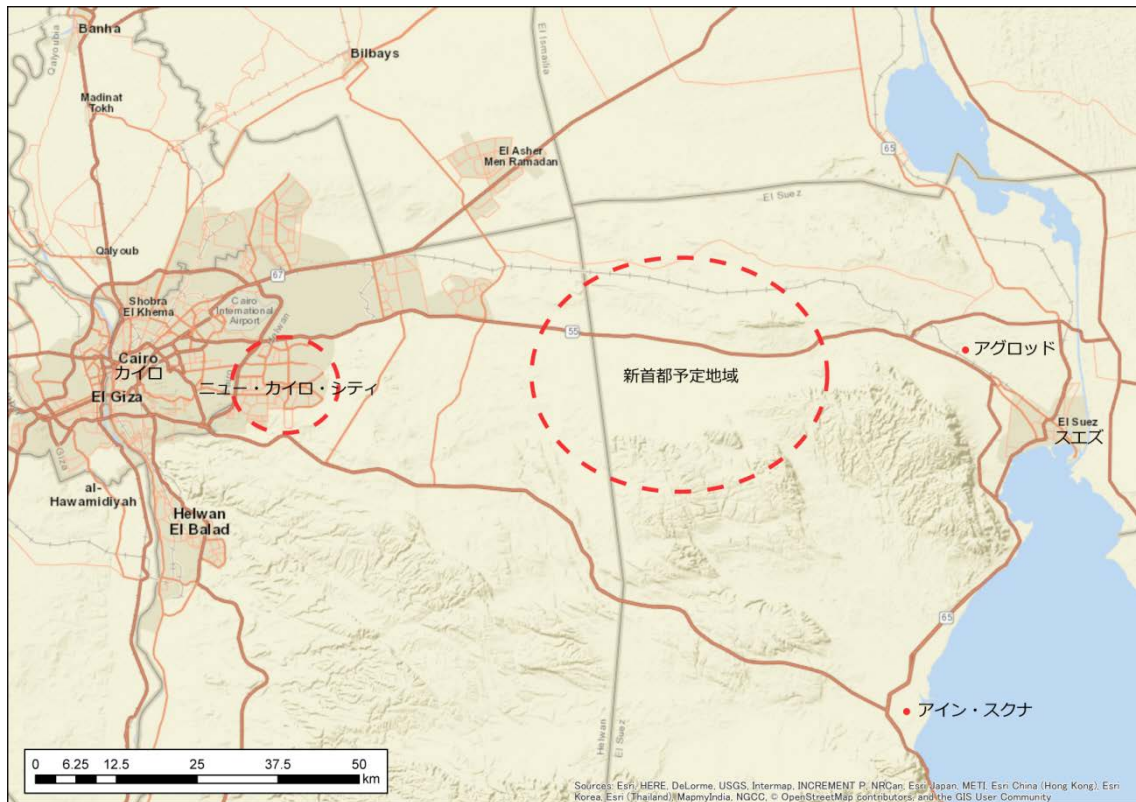 Banha
Qalyoubia
Bilbays
El Ismailia
Madinat
Tokh
El Asher
Men Ramadan
65
El Suez
Qalyoub
67
Shobra
El Khema
Cairo
International
Airport
Helwan
55
Cairo
カイロ
ニュー・カイロ・シティ
新首都予定地域
アグロッド
El Giza
El Suez
スエズ
Giza
al-
Hawamidiyah
Helwan
El Balad
65
Helwan
El Suez
アイン・スクナ
0 6.25 12.5 25 37.5 50
km
Sources: Esri, HERE, DeLorme, USGS, Intermap, INCREMENT P, NRCan, Esri Japan, METI, Esri China (Hong Kong), Esri
Korea, Esri (Thailand), MapmyIndia, NGCC, © OpenStreetMap contributors, and the GIS User Community